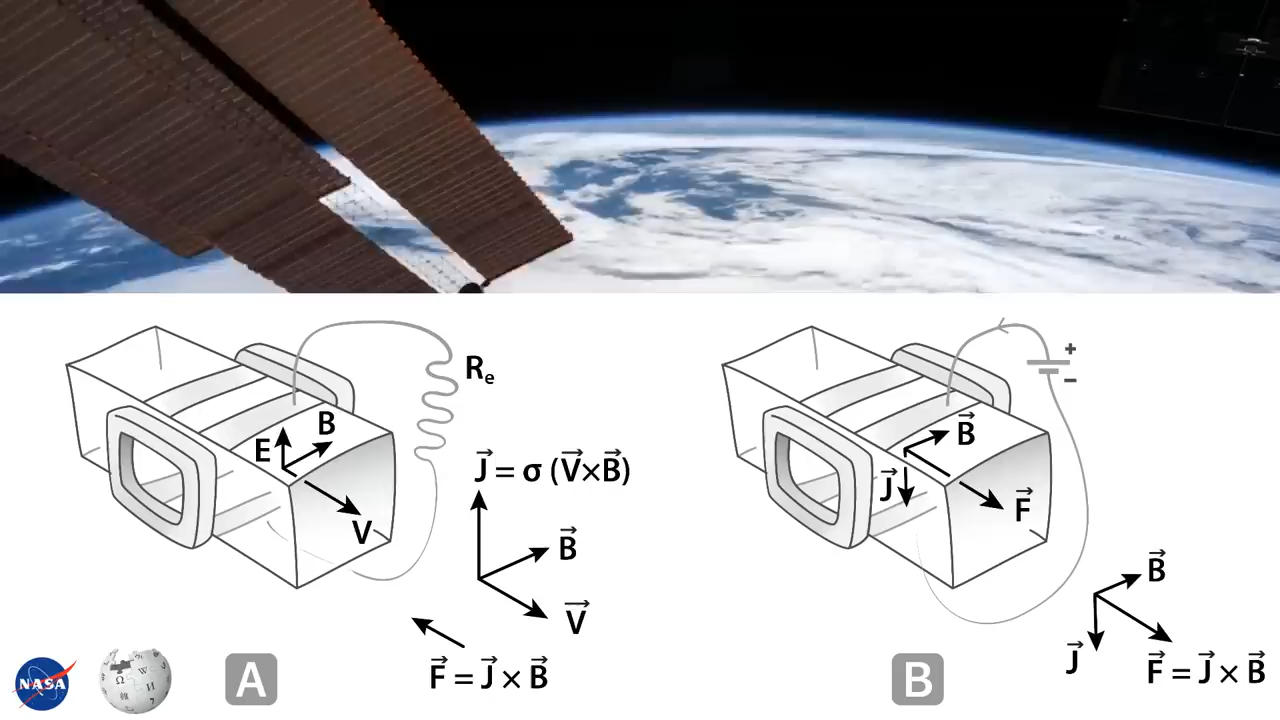 Rₑ
B
E
V
J⃗ = σ (V⃗×B⃗)
B⃗
V⃗
F⃗ = J⃗ × B⃗
A
NASA
+
−
B⃗
J⃗
F⃗
B⃗
J⃗
F⃗ = J⃗ × B⃗
B